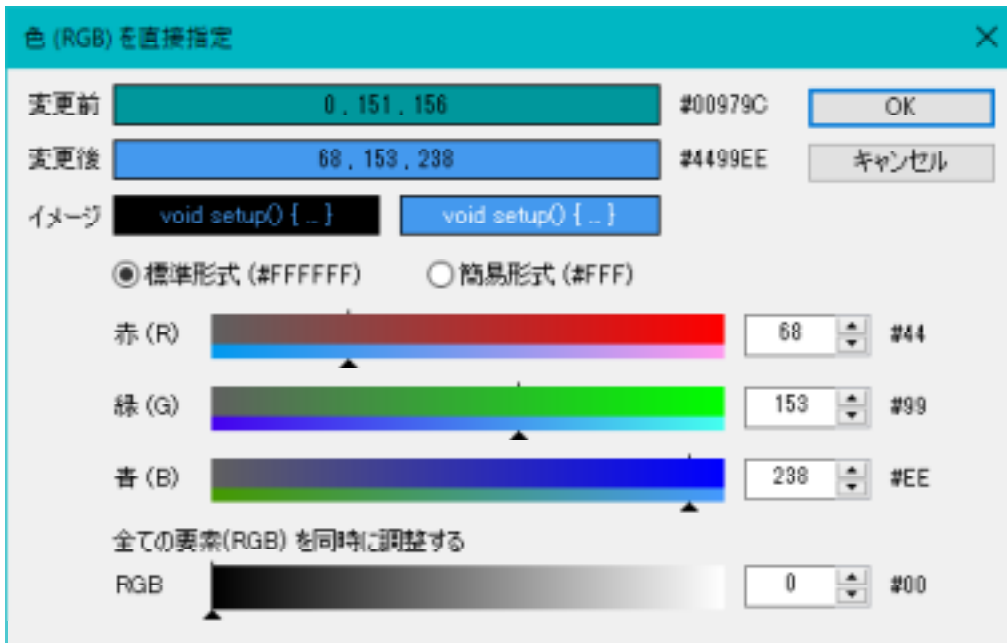 色 (RGB) を直接指定
変更前 0 , 151 , 156 #00979C OK
変更後 68 , 153 , 238 #4499EE キャンセル
イメージ void setup() { ... } void setup() { ... }
標準形式 (#FFFFFF) 簡易形式 (#FFF)
赤 (R) 68 #44
緑 (G) 153 #99
青 (B) 238 #EE
全ての要素(RGB) を同時に調整する
RGB 0 #00